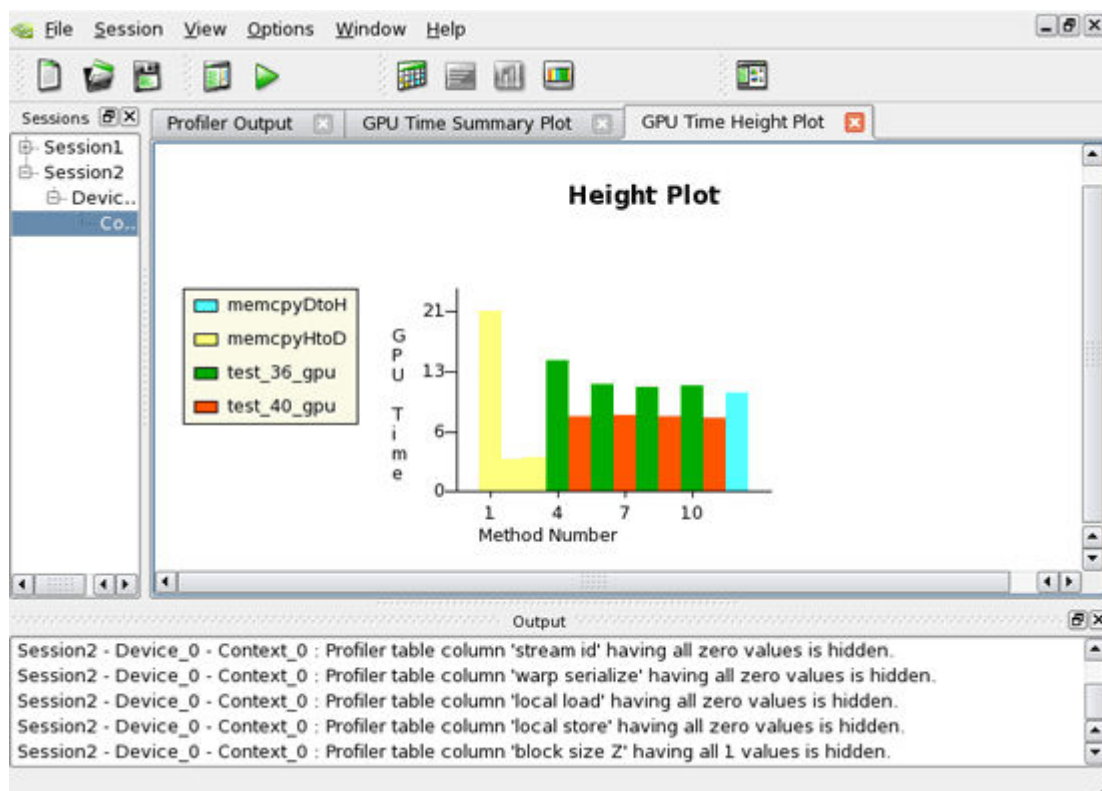 File Session View Options Window Help
Sessions
Profiler Output GPU Time Summary Plot GPU Time Height Plot
Session1
Session2
Devic..
Co..
Height Plot
memcpyDtoH
memcpyHtoD
test_36_gpu
test_40_gpu
GPU Time
21
13
6
0
1 4 7 10
Method Number
Output
Session2 - Device_0 - Context_0 : Profiler table column 'stream id' having all zero values is hidden.
Session2 - Device_0 - Context_0 : Profiler table column 'warp serialize' having all zero values is hidden.
Session2 - Device_0 - Context_0 : Profiler table column 'local load' having all zero values is hidden.
Session2 - Device_0 - Context_0 : Profiler table column 'local store' having all zero values is hidden.
Session2 - Device_0 - Context_0 : Profiler table column 'block size Z' having all 1 values is hidden.